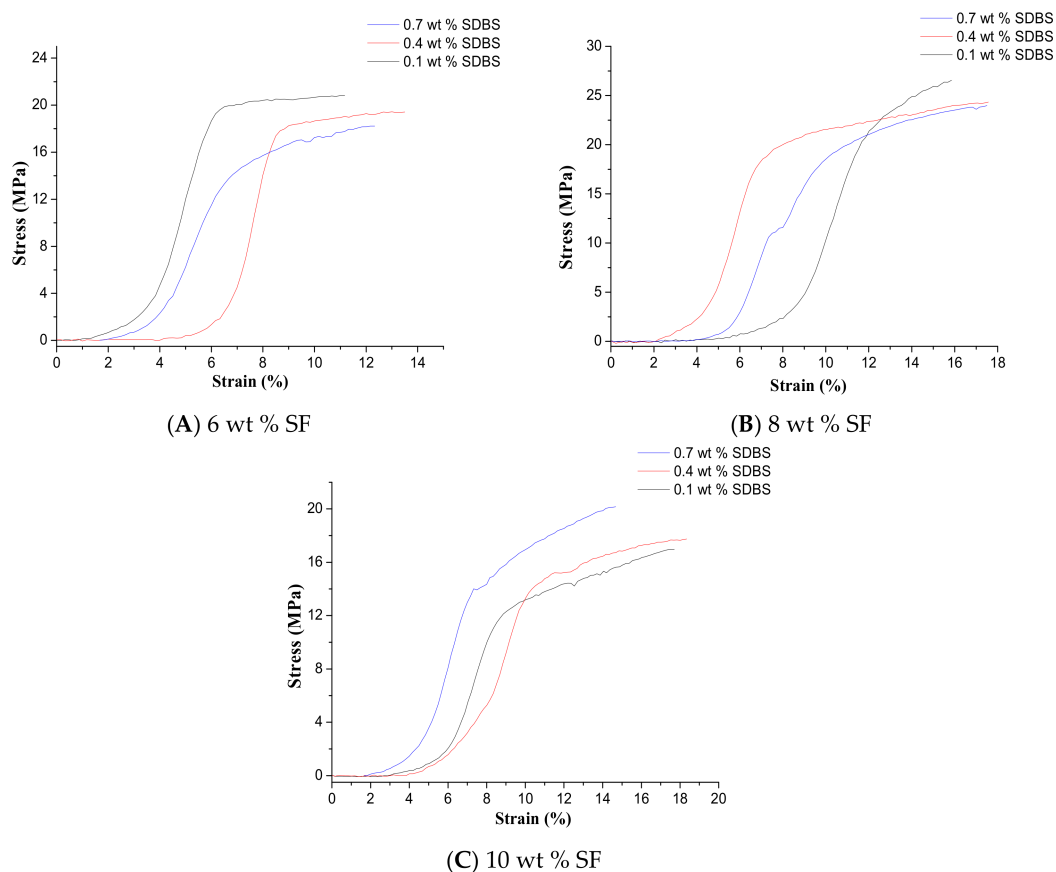 0.7 wt % SDBS
0.4 wt % SDBS
0.1 wt % SDBS
24
20
16
12
8
4
0
Stress (MPa)
0 2 4 6 8 10 12 14
Strain (%)
(A) 6 wt % SF
0.7 wt % SDBS
0.4 wt % SDBS
0.1 wt % SDBS
30
25
20
15
10
5
0
Stress (MPa)
0 2 4 6 8 10 12 14 16 18
Strain (%)
(B) 8 wt % SF
0.7 wt % SDBS
0.4 wt % SDBS
0.1 wt % SDBS
20
16
12
8
4
0
Stress (MPa)
0 2 4 6 8 10 12 14 16 18 20
Strain (%)
(C) 10 wt % SF